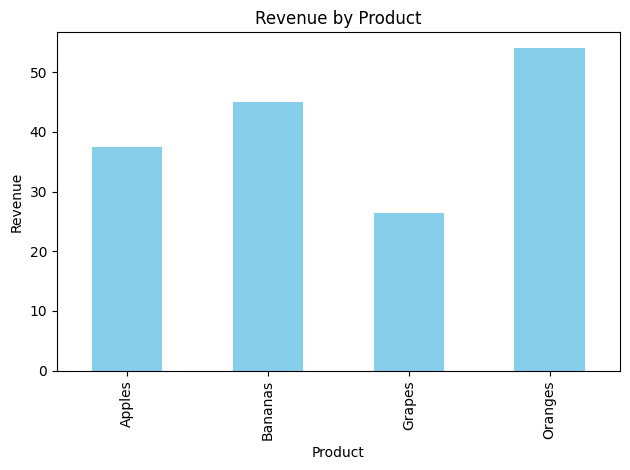 Revenue by Product
Revenue
50
40
30
20
10
0
Apples
Bananas
Grapes
Oranges
Product